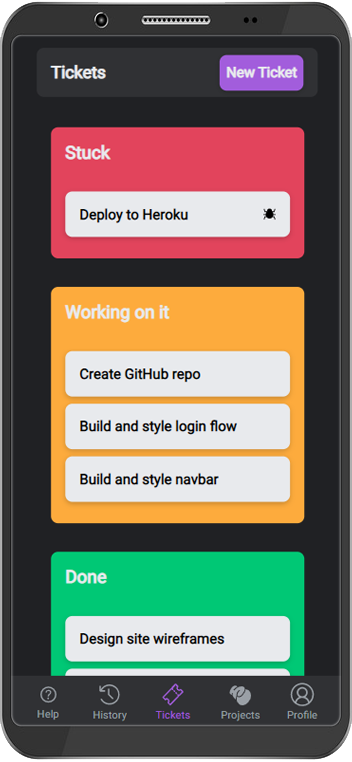 Tickets
New Ticket
Stuck
Deploy to Heroku
Working on it
Create GitHub repo
Build and style login flow
Build and style navbar
Done
Design site wireframes
Help
History
Tickets
Projects
Profile